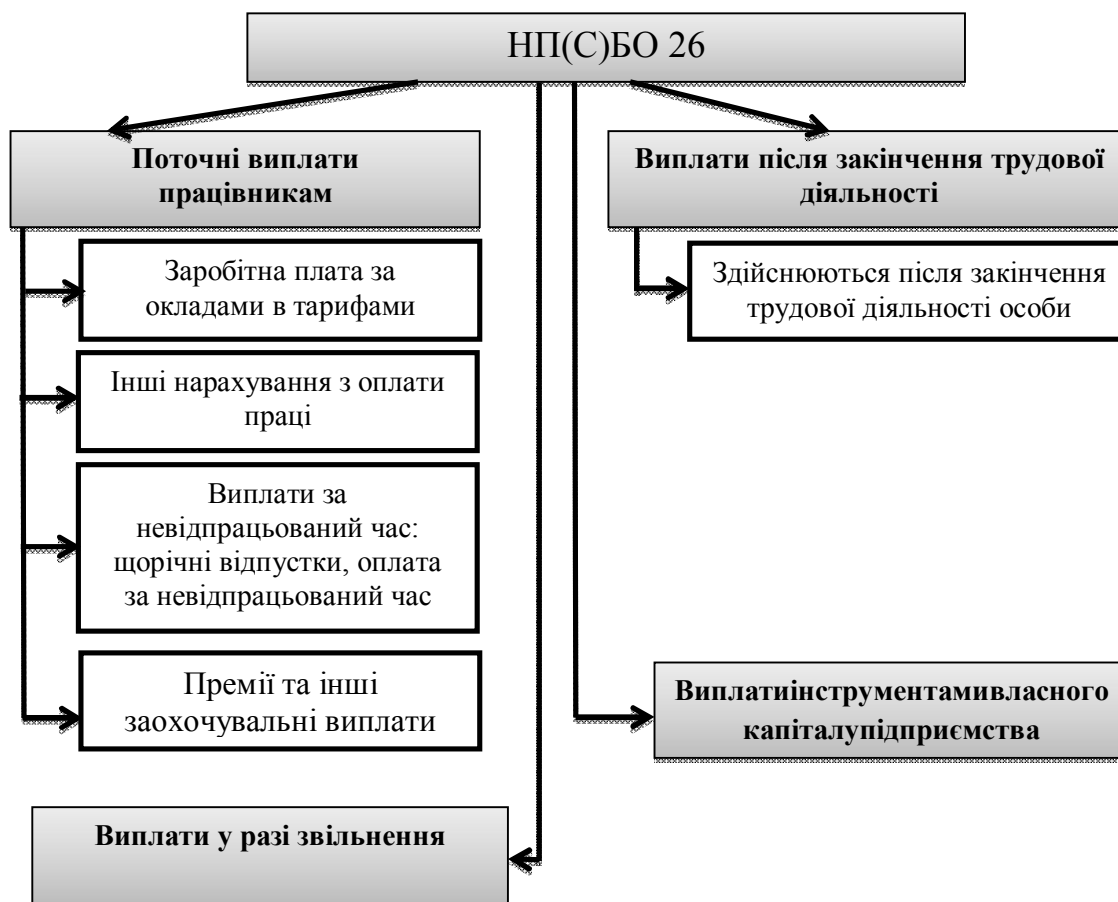 НП(С)БО 26
Поточні виплати
працівникам
Заробітна плата за
окладами в тарифами
Інші нарахування з оплати
праці
Виплати за
невідпрацьований час:
щорічні відпустки, оплата
за невідпрацьований час
Премії та інші
заохочувальні виплати
Виплати у разі звільнення
Виплати після закінчення трудової
діяльності
Здійснюються після закінчення
трудової діяльності особи
Виплатиінструментамивласного
капіталупідприємства